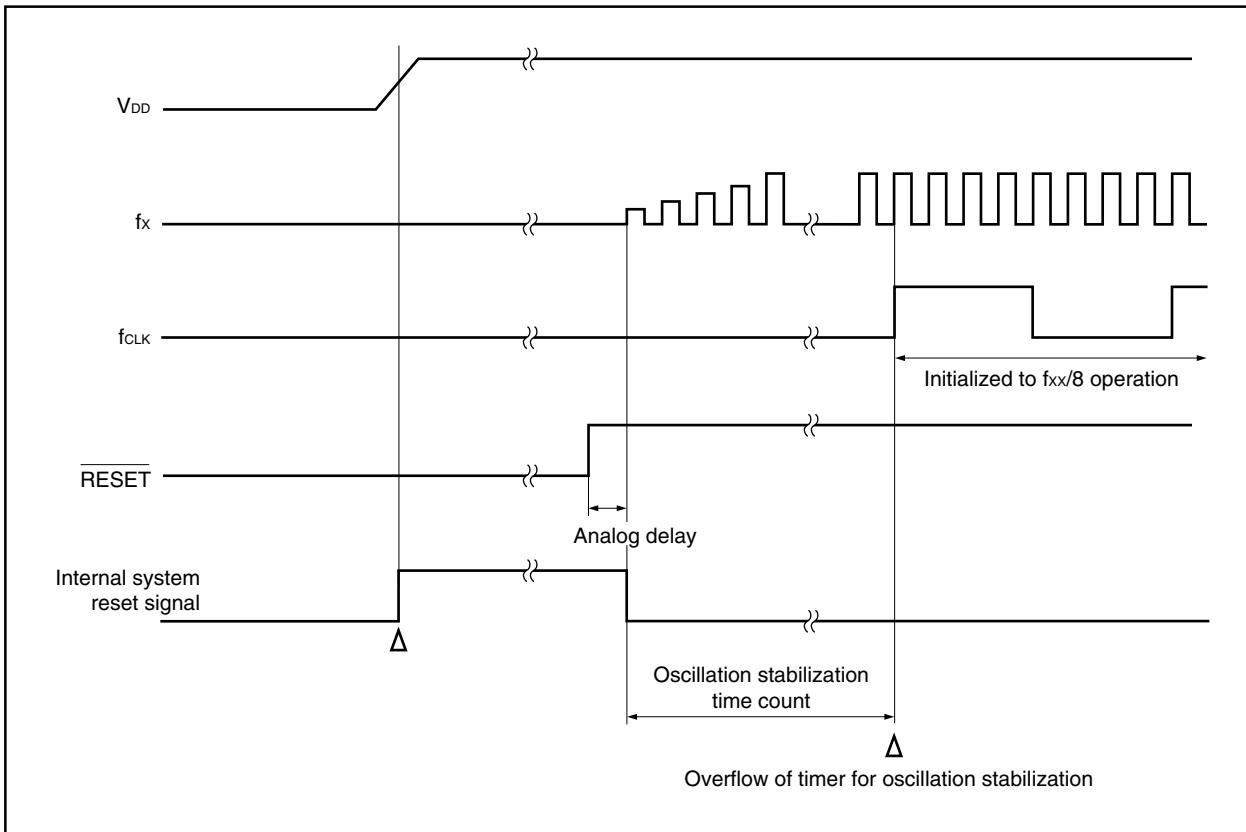 VDD
fX
fCLK
Initialized to fXX/8 operation
RESET
Analog delay
Internal system
reset signal
Oscillation stabilization
time count
Overflow of timer for oscillation stabilization